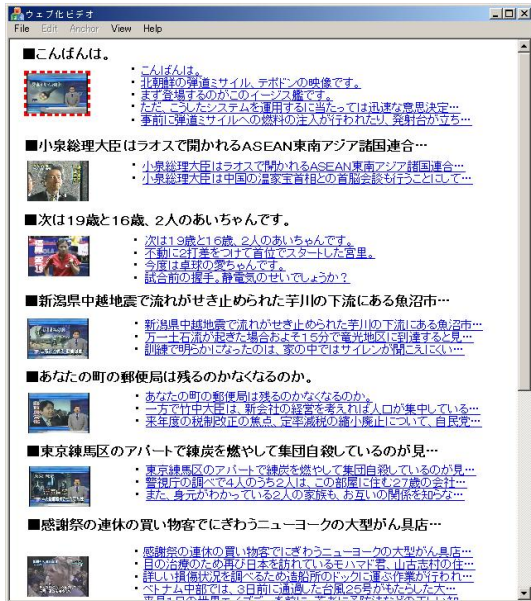 ウェブ化ビデオ
File Edit Anchor View Help
■こんばんは。
・こんばんは。
・北朝鮮の弾道ミサイル、テポドンの映像です。
・まず登場するのがこのイージス艦です。
・ただ、こうしたシステムを運用するに当たっては迅速な意思決定…
・事前に弾道ミサイルへの燃料の注入が行われたり、発射台が立ち…
■小泉総理大臣はラオスで開かれるASEAN東南アジア諸国連合…
・小泉総理大臣はラオスで開かれるASEAN東南アジア諸国連合…
・小泉総理大臣は中国の温家宝首相との首脳会談も行うことにして…
■次は19歳と16歳、2人のあいちゃんです。
・次は19歳と16歳、2人のあいちゃんです。
・不動に2打差をつけて首位でスタートした宮里。
・今度は卓球の愛ちゃんです。
・試合前の握手。静電気のせいでしょうか？
■新潟県中越地震で流れがせき止められた芋川の下流にある魚沼市…
・新潟県中越地震で流れがせき止められた芋川の下流にある魚沼市…
・万一土石流が起きた場合およそ15分で竜光地区に到達すると見…
・訓練で明らかになったのは、家の中ではサイレンが聞こえにくい…
■あなたの町の郵便局は残るのかなくなるのか。
・あなたの町の郵便局は残るのかなくなるのか。
・一方で竹中大臣は、新会社の経営を考えれば人口が集中している…
・来年度の税制改正の焦点、定率減税の縮小廃止について、自民党…
■東京練馬区のアパートで練炭を燃やして集団自殺しているのが見…
・東京練馬区のアパートで練炭を燃やして集団自殺しているのが見…
・警視庁の調べで4人のうち2人は、この部屋に住む27歳の会社…
・また、身元がわかっている2人の家族も、お互いの関係を知らな…
■感謝祭の連休の買い物客でにぎわうニューヨークの大型がん具店…
・感謝祭の連休の買い物客でにぎわうニューヨークの大型がん具店…
・目の治療のため再び日本を訪れているモハマド君、山古志村の住…
・詳しい損傷状況を調べるため造船所のドックに運ぶ作業が行われ…
・ベトナム中部では、3日前に通過した台風25号がもたらした大…